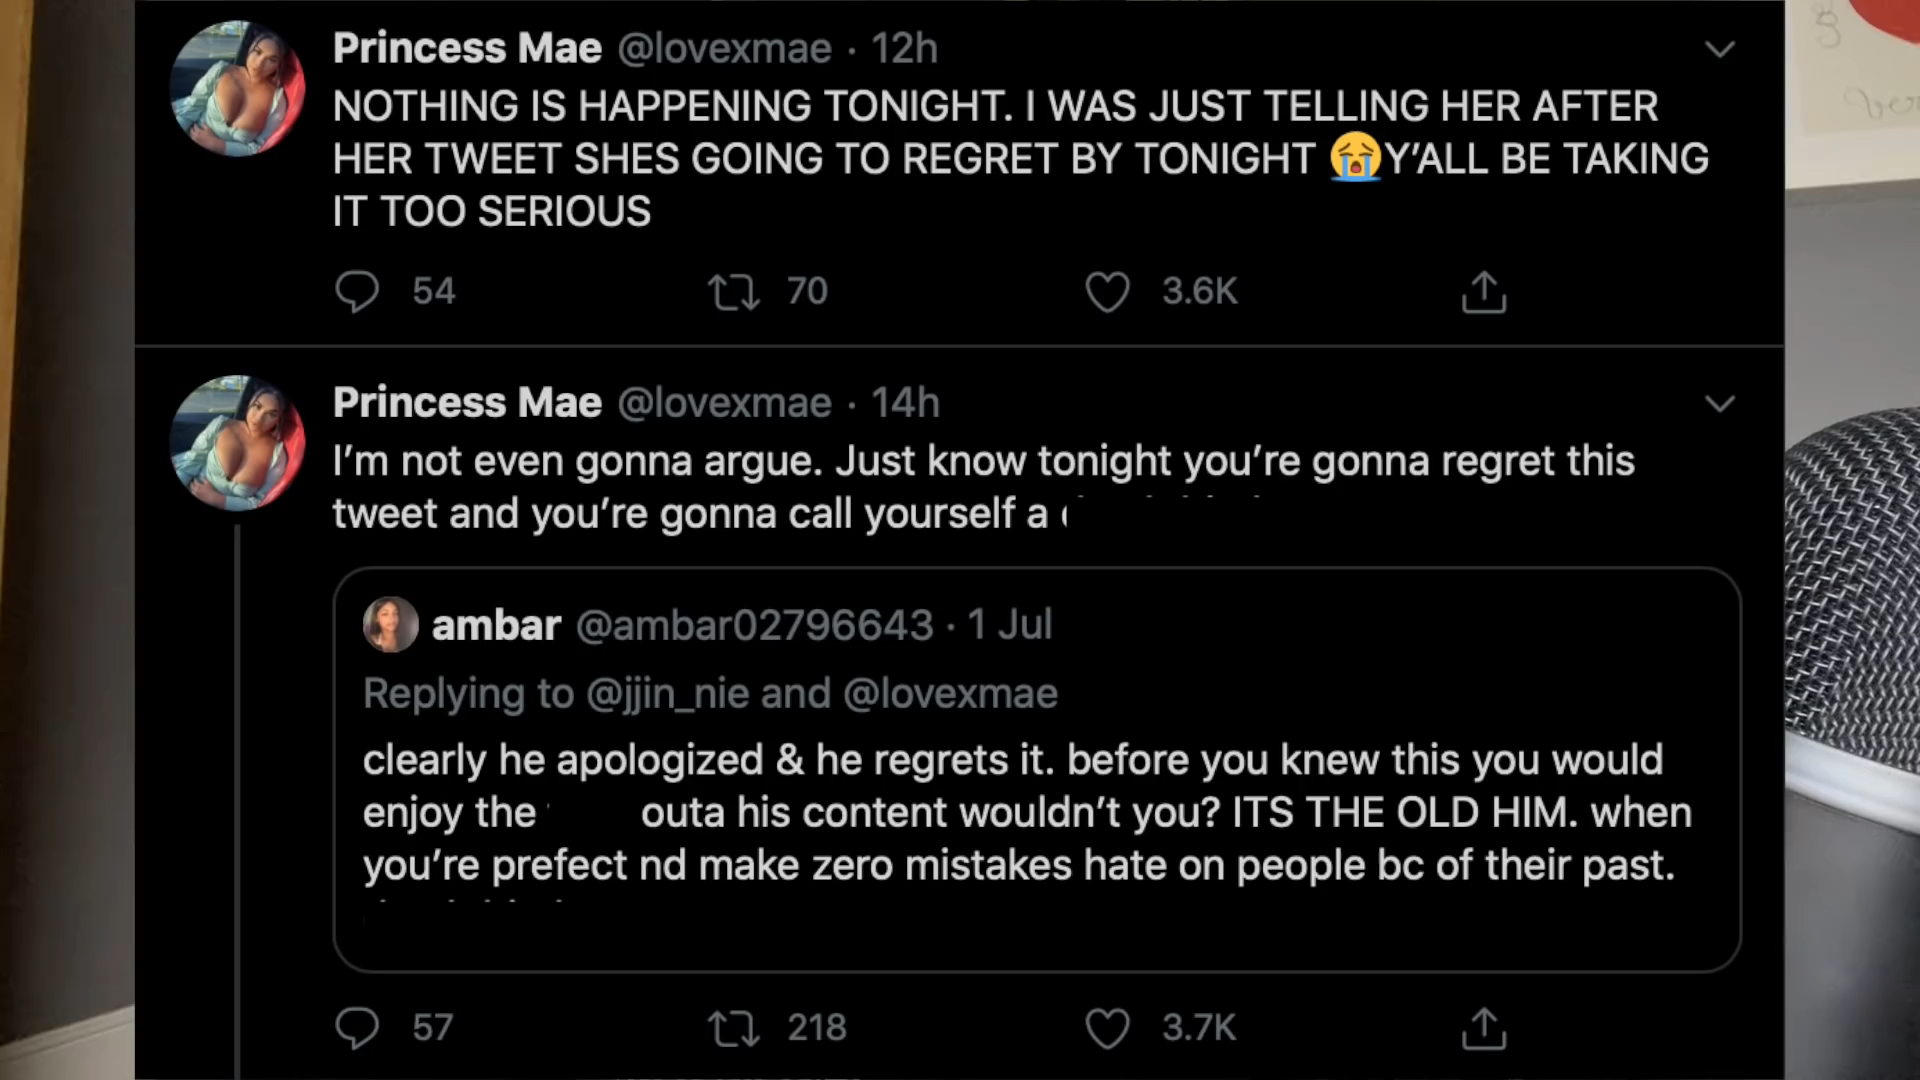 Princess Mae @lovexmae · 12h
NOTHING IS HAPPENING TONIGHT. I WAS JUST TELLING HER AFTER
HER TWEET SHES GOING TO REGRET BY TONIGHT 😭Y'ALL BE TAKING
IT TOO SERIOUS
54 70 3.6K
Princess Mae @lovexmae · 14h
I'm not even gonna argue. Just know tonight you're gonna regret this
tweet and you're gonna call yourself a
ambar @ambar02796643 · 1 Jul
Replying to @jjin_nie and @lovexmae
clearly he apologized & he regrets it. before you knew this you would
enjoy the outa his content wouldn't you? ITS THE OLD HIM. when
you're prefect nd make zero mistakes hate on people bc of their past.
57 218 3.7K